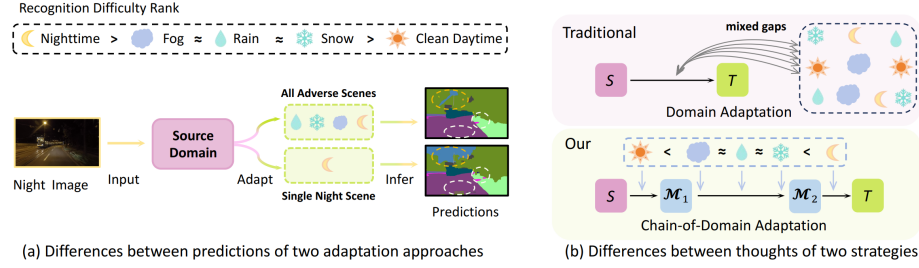 Recognition Difficulty Rank
Nighttime > Fog ≈ Rain ≈ Snow > Clean Daytime
All Adverse Scenes
Source
Domain
Night Image
Input
Adapt
Infer
Single Night Scene
Predictions
(a) Differences between predictions of two adaptation approaches
Traditional
mixed gaps
S
T
Domain Adaptation
Our
< ≈ ≈ <
S
M1
M2
T
Chain-of-Domain Adaptation
(b) Differences between thoughts of two strategies